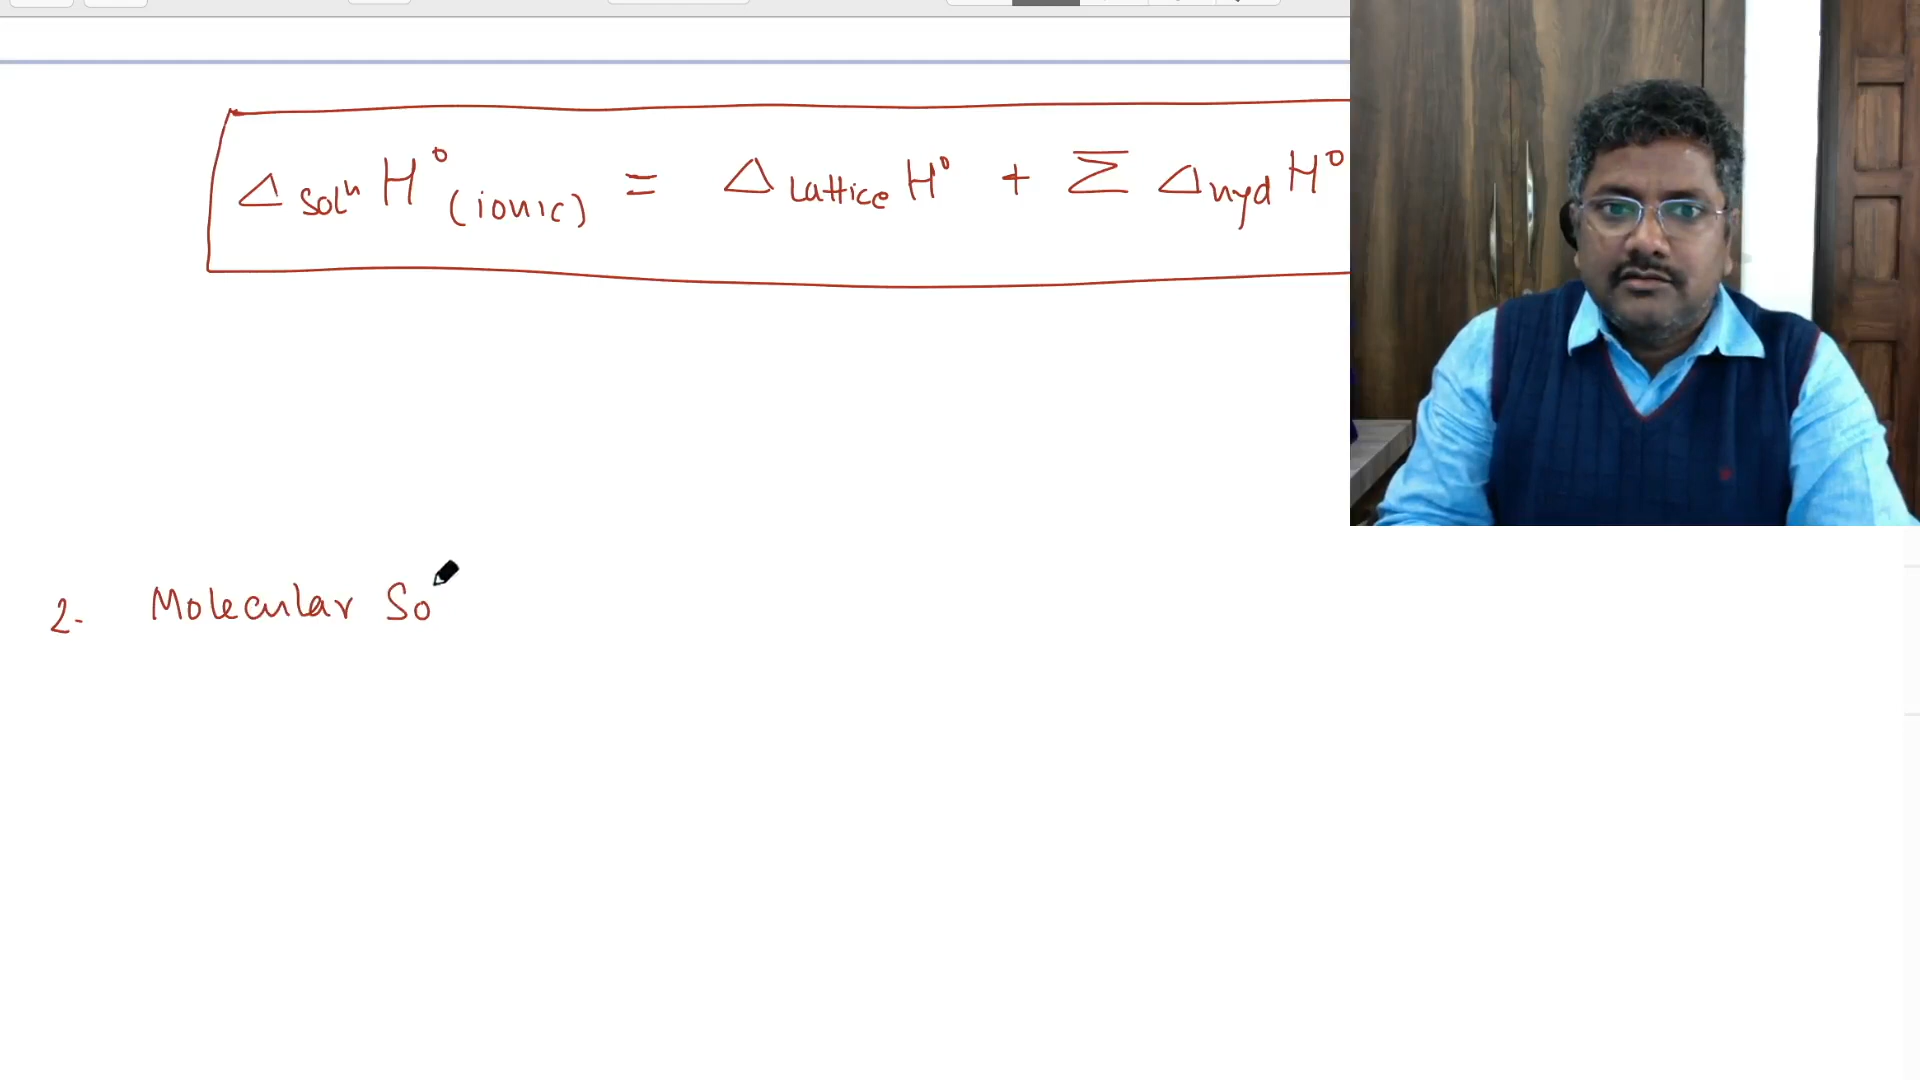 Δ Solⁿ H° (ionic) = Δ Lattice H° + Σ Δ hyd H°
2. Molecular So